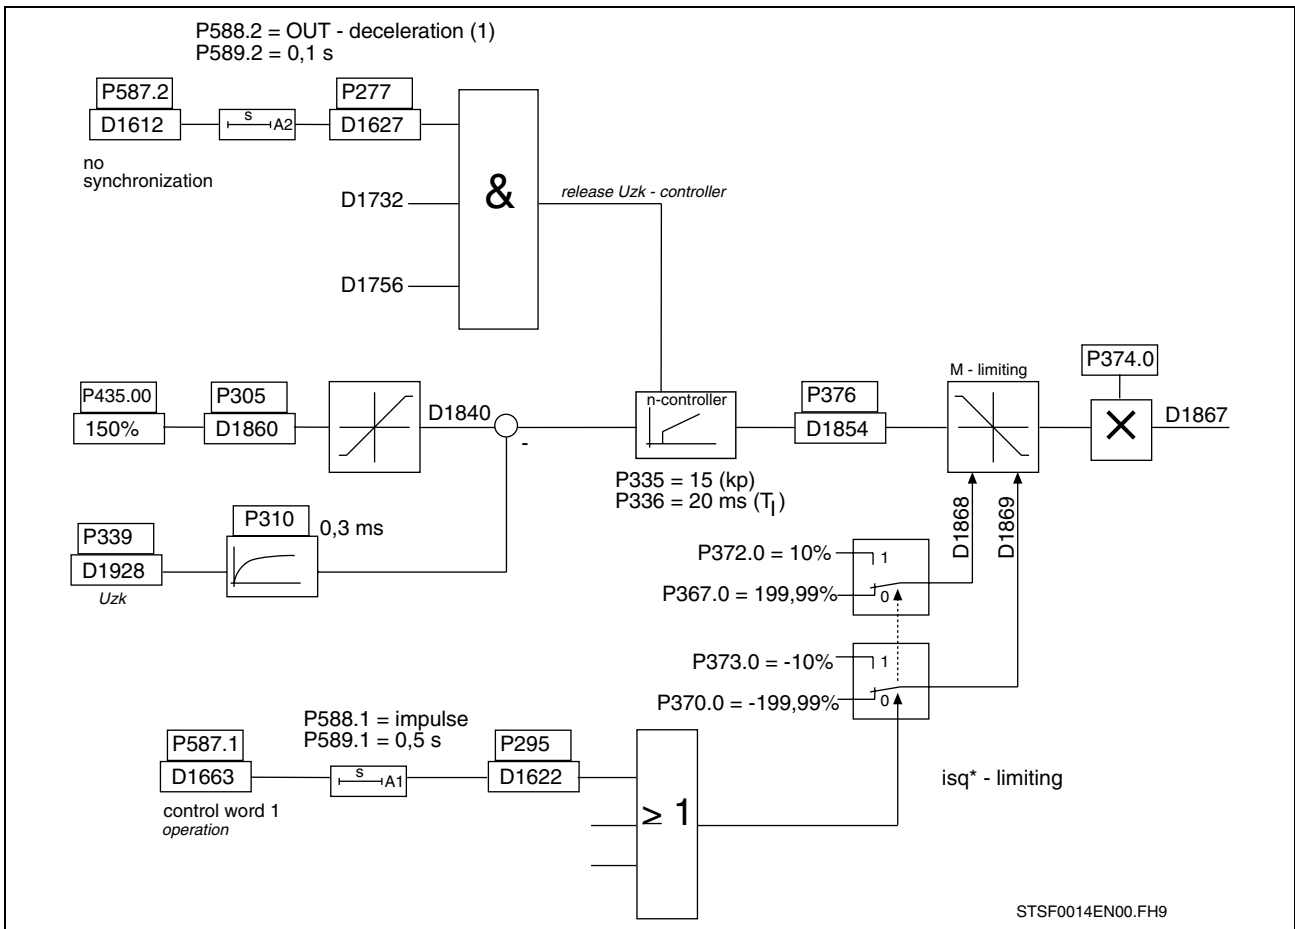 P588.2 = OUT - deceleration (1)
P589.2 = 0,1 s
P587.2
D1612
s
A2
P277
D1627
no
synchronization
D1732
&
release Uzk - controller
D1756
P435.00
150%
P305
D1860
D1840
-
n-controller
P376
D1854
M - limiting
P374.0
D1867
P335 = 15 (kp)
P336 = 20 ms (TI)
P339
D1928
Uzk
P310
0,3 ms
D1868
D1869
P372.0 = 10%
1
P367.0 = 199,99%
0
P373.0 = -10%
1
P370.0 = -199,99%
0
P588.1 = impulse
P589.1 = 0,5 s
P587.1
D1663
s
A1
P295
D1622
control word 1
operation
≥ 1
isq* - limiting
STSF0014EN00.FH9